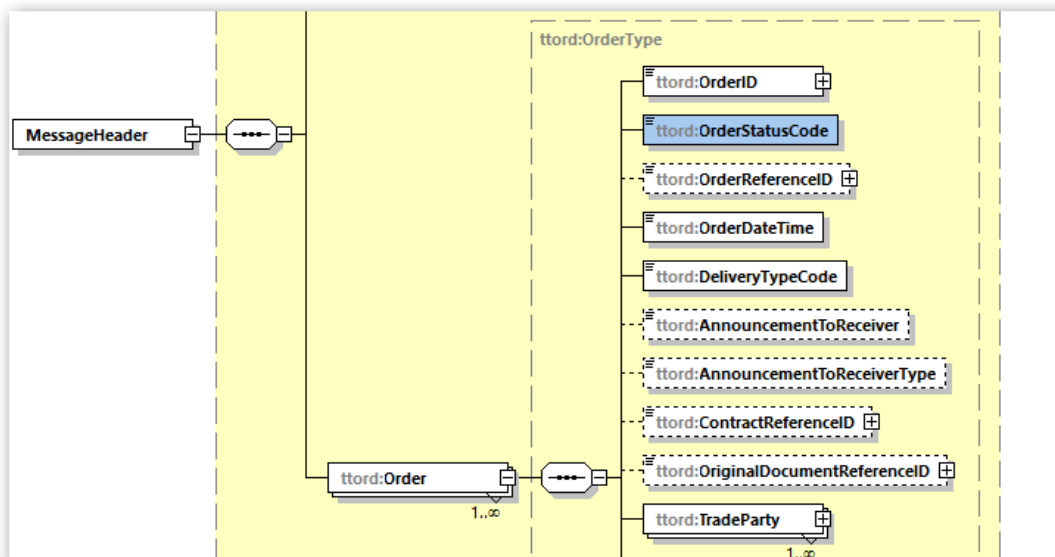 ttord:OrderType
ttord:OrderID
MessageHeader
ttord:OrderStatusCode
ttord:OrderReferenceID
ttord:OrderDateTime
ttord:DeliveryTypeCode
ttord:AnnouncementToReceiver
ttord:AnnouncementToReceiverType
ttord:ContractReferenceID
ttord:OriginalDocumentReferenceID
ttord:Order
1..∞
ttord:TradeParty
1..∞